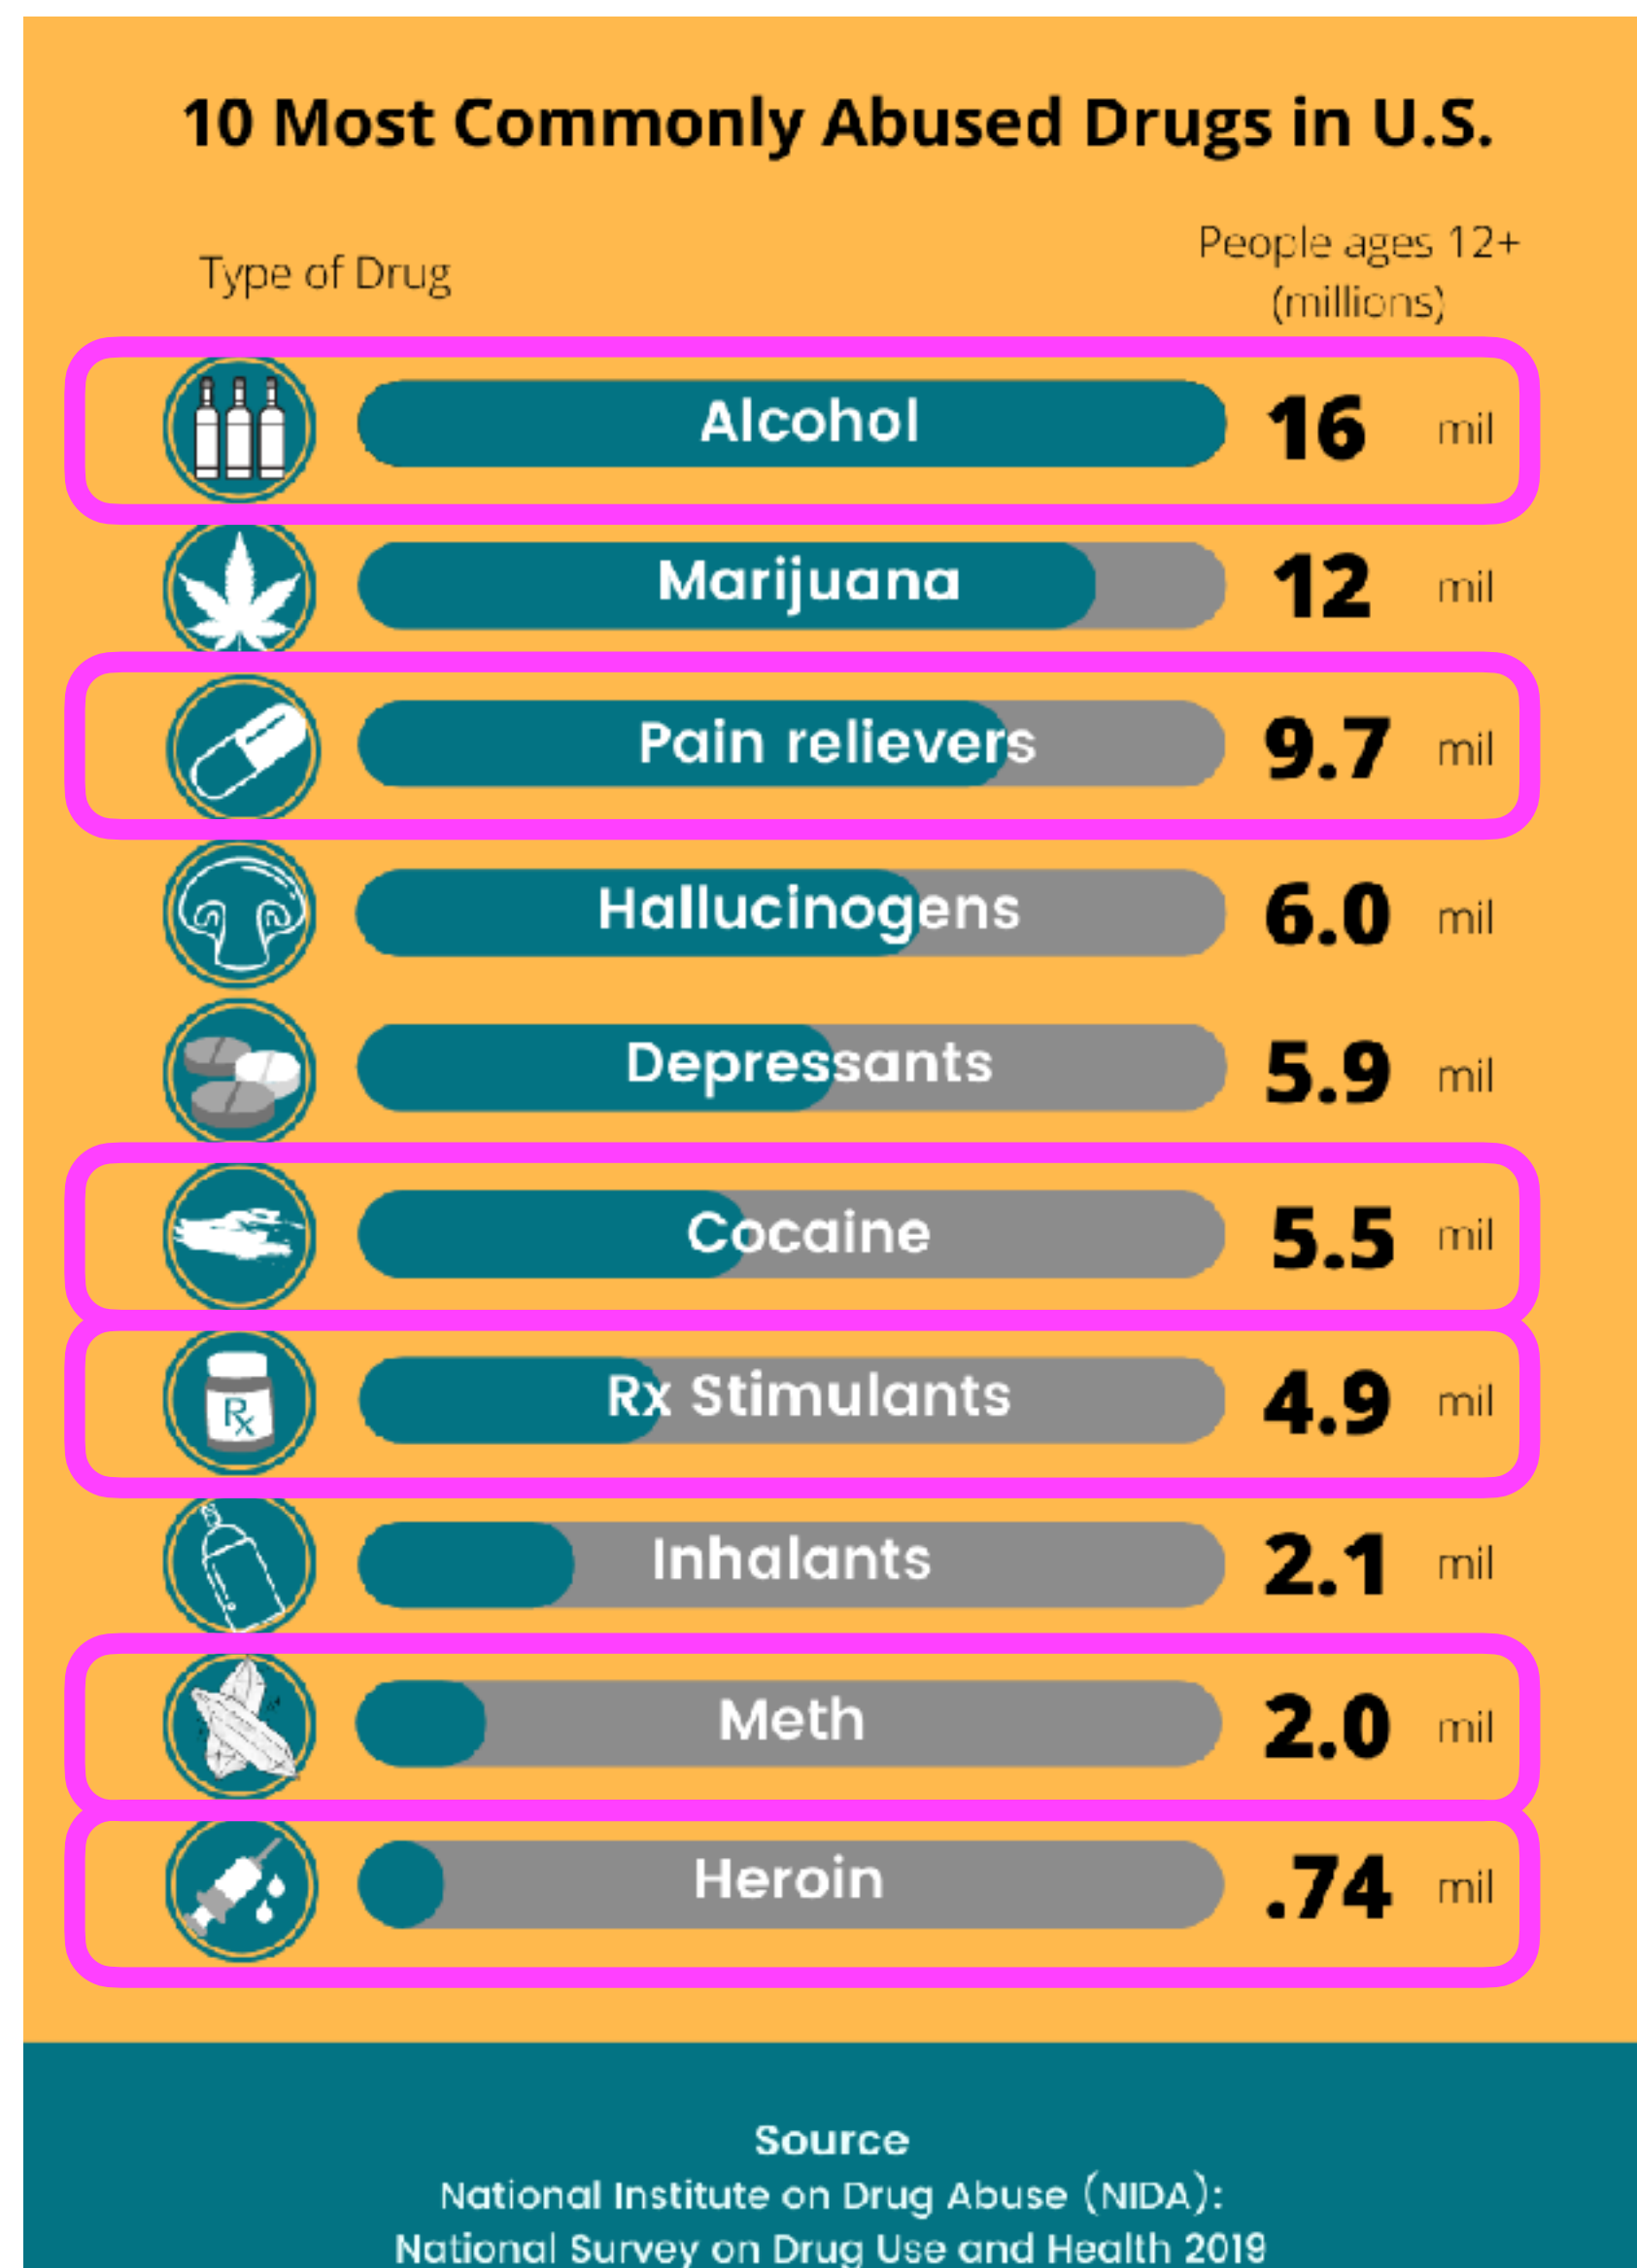 10 Most Commonly Abused Drugs in U.S.
Type of Drug
People ages 12+
(millions)
Alcohol 16 mil
Marijuana 12 mil
Pain relievers 9.7 mil
Hallucinogens 6.0 mil
Depressants 5.9 mil
Cocaine 5.5 mil
Rx
Rx Stimulants 4.9 mil
Inhalants 2.1 mil
Meth 2.0 mil
Heroin .74 mil
Source
National Institute on Drug Abuse (NIDA):
National Survey on Drug Use and Health 2019